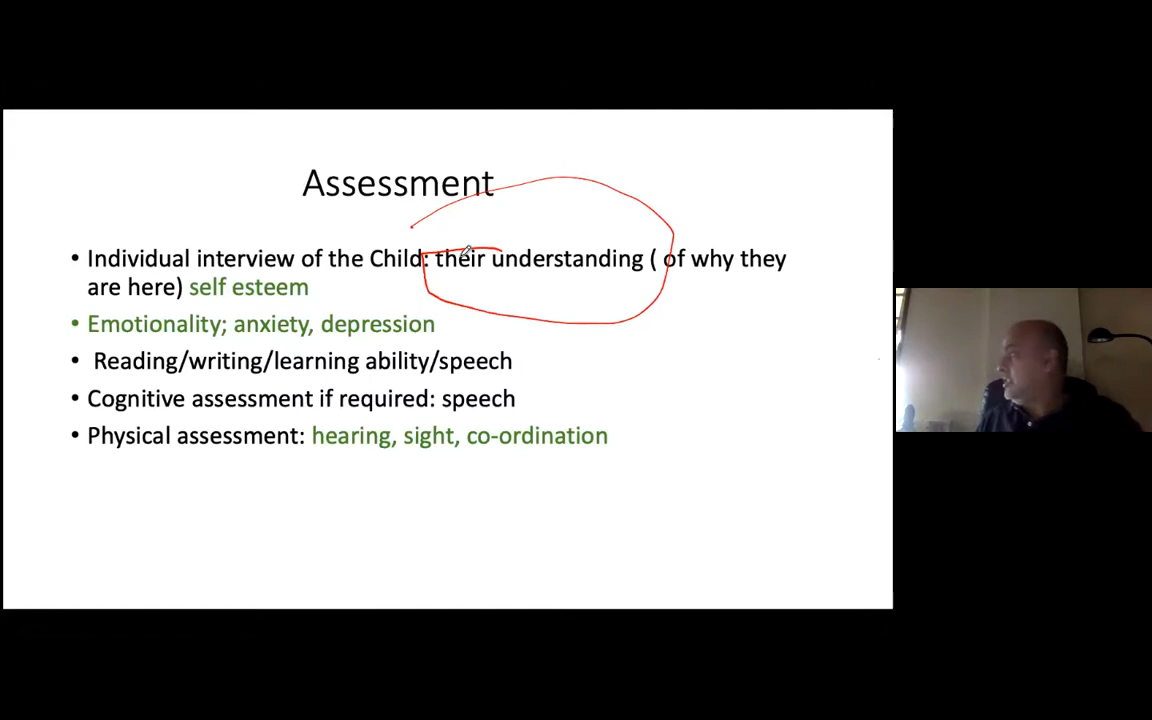 Assessment
• Individual interview of the Child: their understanding ( of why they
are here) self esteem
• Emotionality; anxiety, depression
• Reading/writing/learning ability/speech
• Cognitive assessment if required: speech
• Physical assessment: hearing, sight, co-ordination